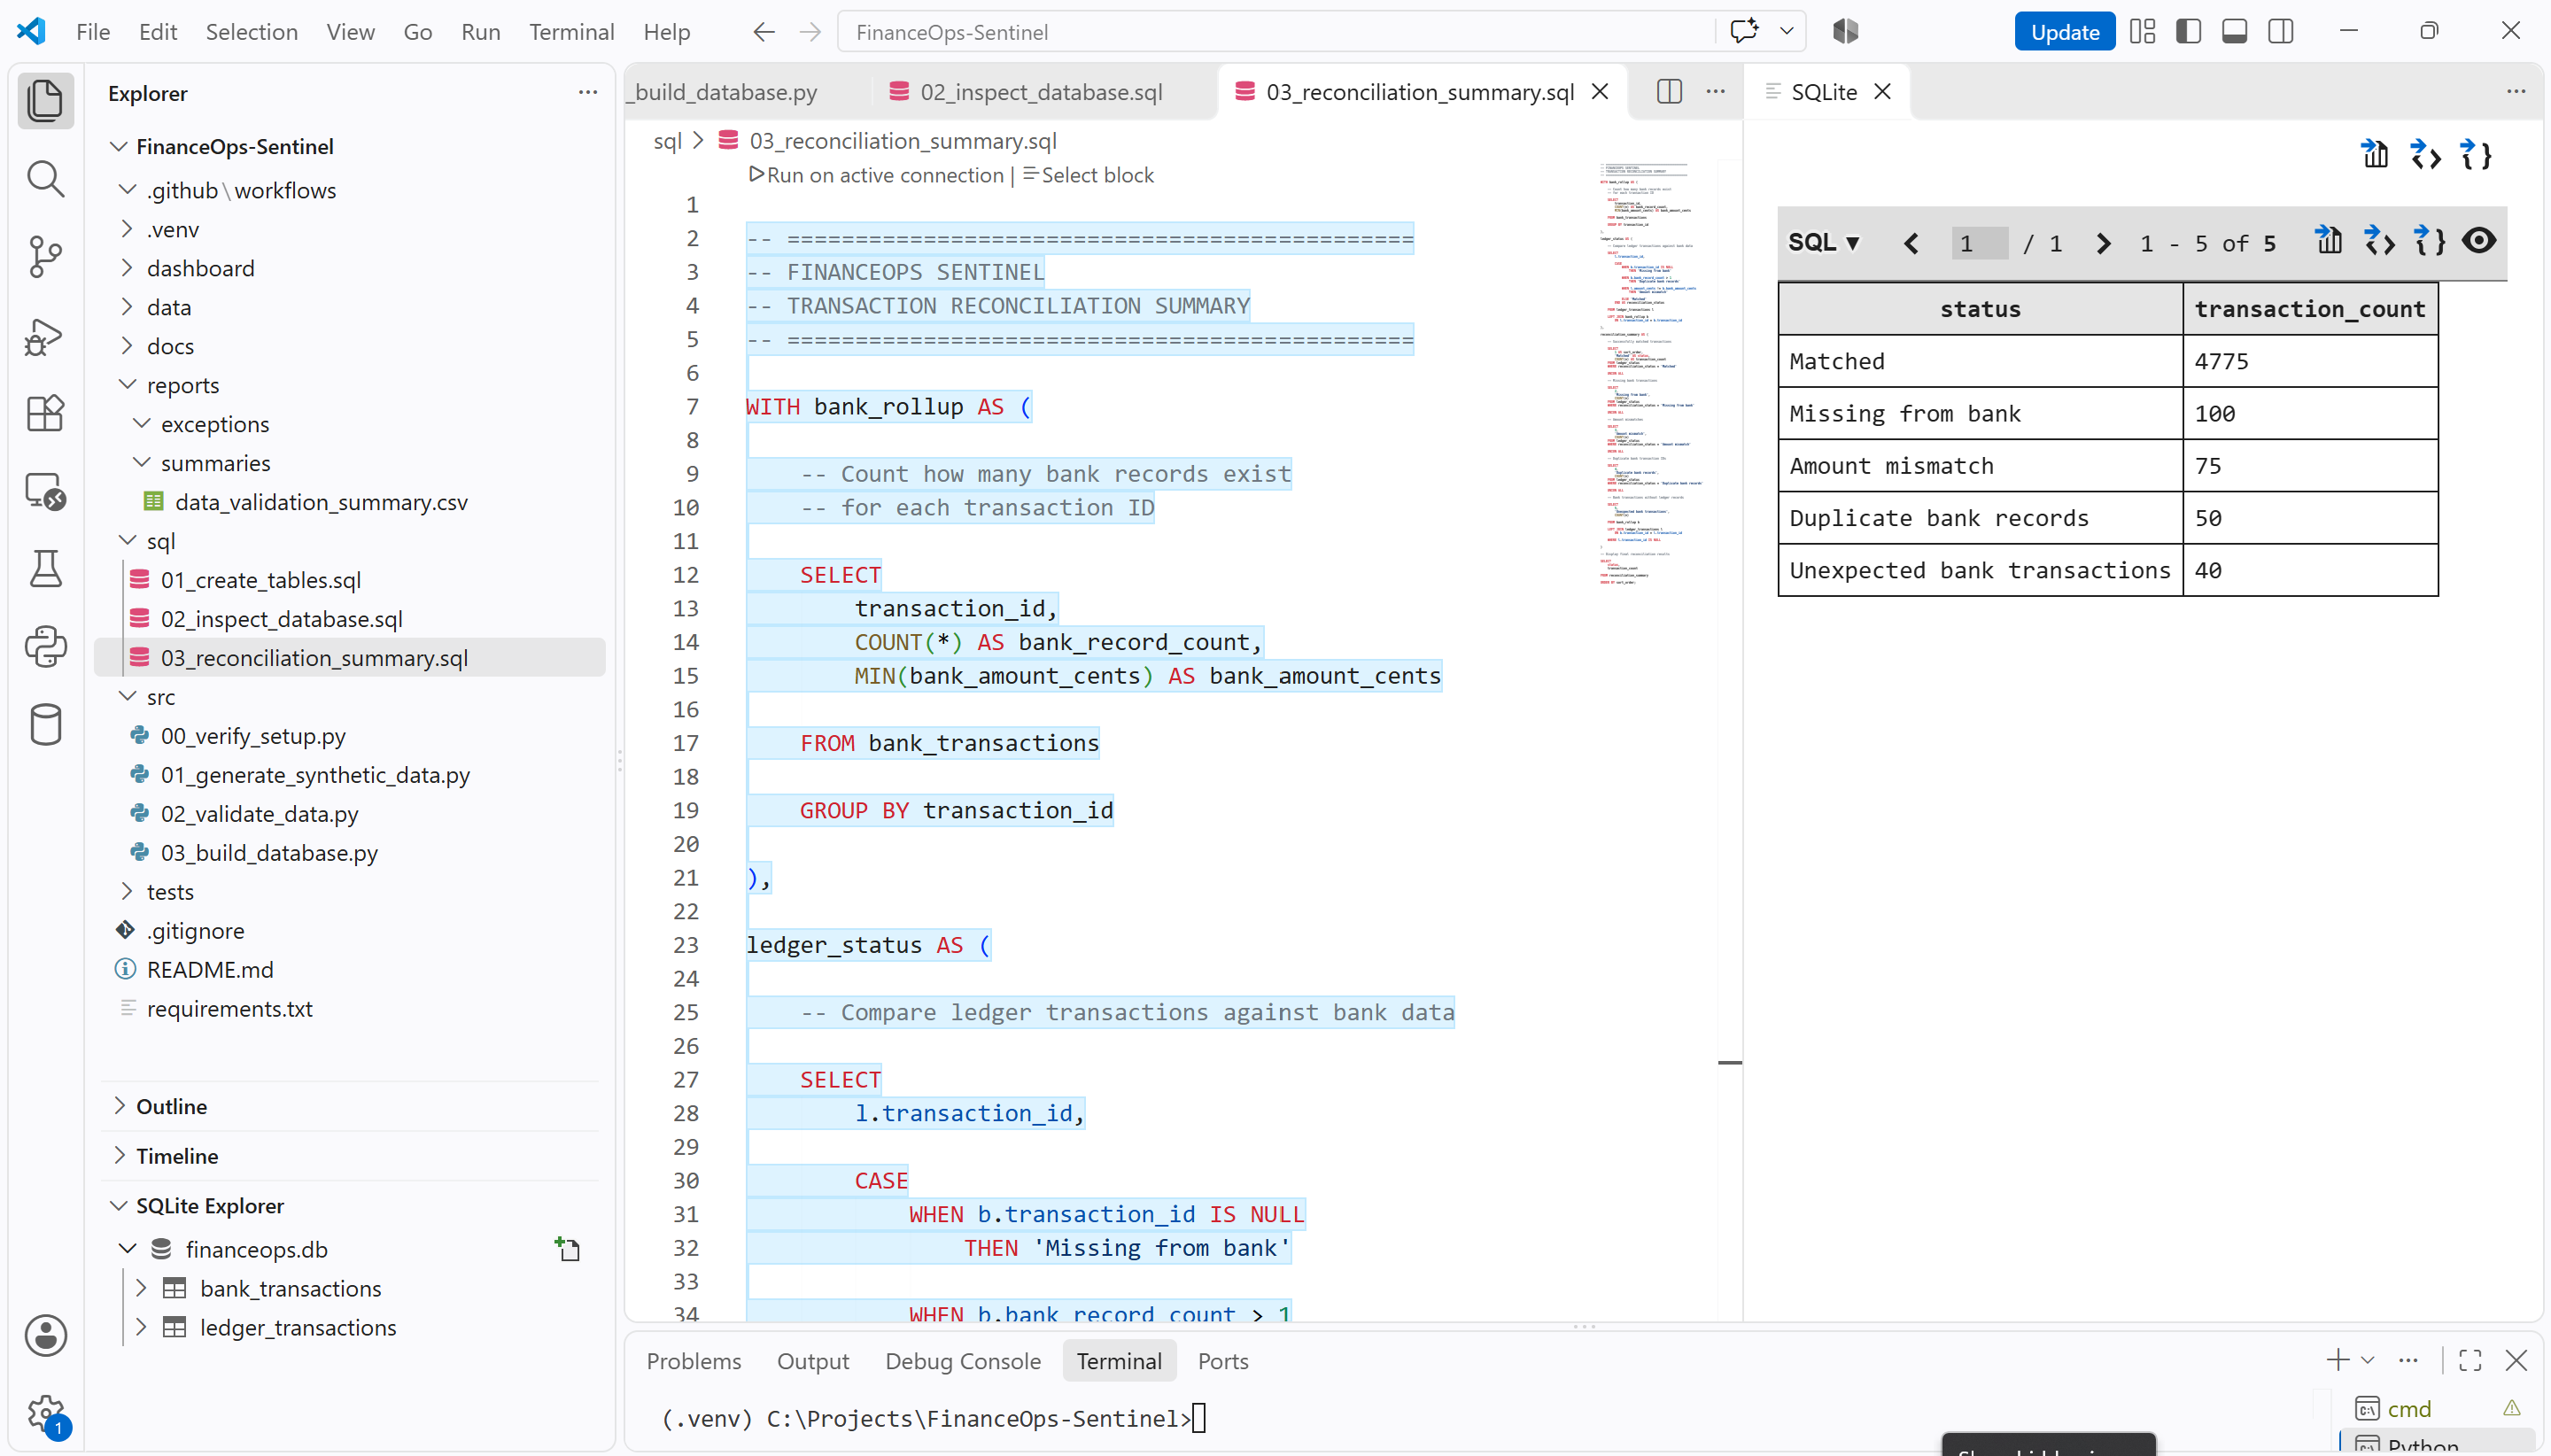 File Edit Selection View Go Run Terminal Help
FinanceOps-Sentinel
Update
Explorer
FinanceOps-Sentinel
.github\workflows
.venv
dashboard
data
docs
reports
exceptions
summaries
data_validation_summary.csv
sql
01_create_tables.sql
02_inspect_database.sql
03_reconciliation_summary.sql
src
00_verify_setup.py
01_generate_synthetic_data.py
02_validate_data.py
03_build_database.py
tests
.gitignore
README.md
requirements.txt
Outline
Timeline
SQLite Explorer
financeops.db
bank_transactions
ledger_transactions
1
_build_database.py 02_inspect_database.sql 03_reconciliation_summary.sql
sql > 03_reconciliation_summary.sql
Run on active connection | Select block
1
2 -- ==============================================
3 -- FINANCEOPS SENTINEL
4 -- TRANSACTION RECONCILIATION SUMMARY
5 -- ==============================================
6
7 WITH bank_rollup AS (
8
9 -- Count how many bank records exist
10 -- for each transaction ID
11
12 SELECT
13 transaction_id,
14 COUNT(*) AS bank_record_count,
15 MIN(bank_amount_cents) AS bank_amount_cents
16
17 FROM bank_transactions
18
19 GROUP BY transaction_id
20
21 ),
22
23 ledger_status AS (
24
25 -- Compare ledger transactions against bank data
26
27 SELECT
28 l.transaction_id,
29
30 CASE
31 WHEN b.transaction_id IS NULL
32 THEN 'Missing from bank'
33
34 WHEN b.bank_record_count > 1
SQLite
SQL ▼ 1 / 1 1 - 5 of 5
status transaction_count
Matched 4775
Missing from bank 100
Amount mismatch 75
Duplicate bank records 50
Unexpected bank transactions 40
Problems Output Debug Console Terminal Ports
(.venv) C:\Projects\FinanceOps-Sentinel>
cmd
Python